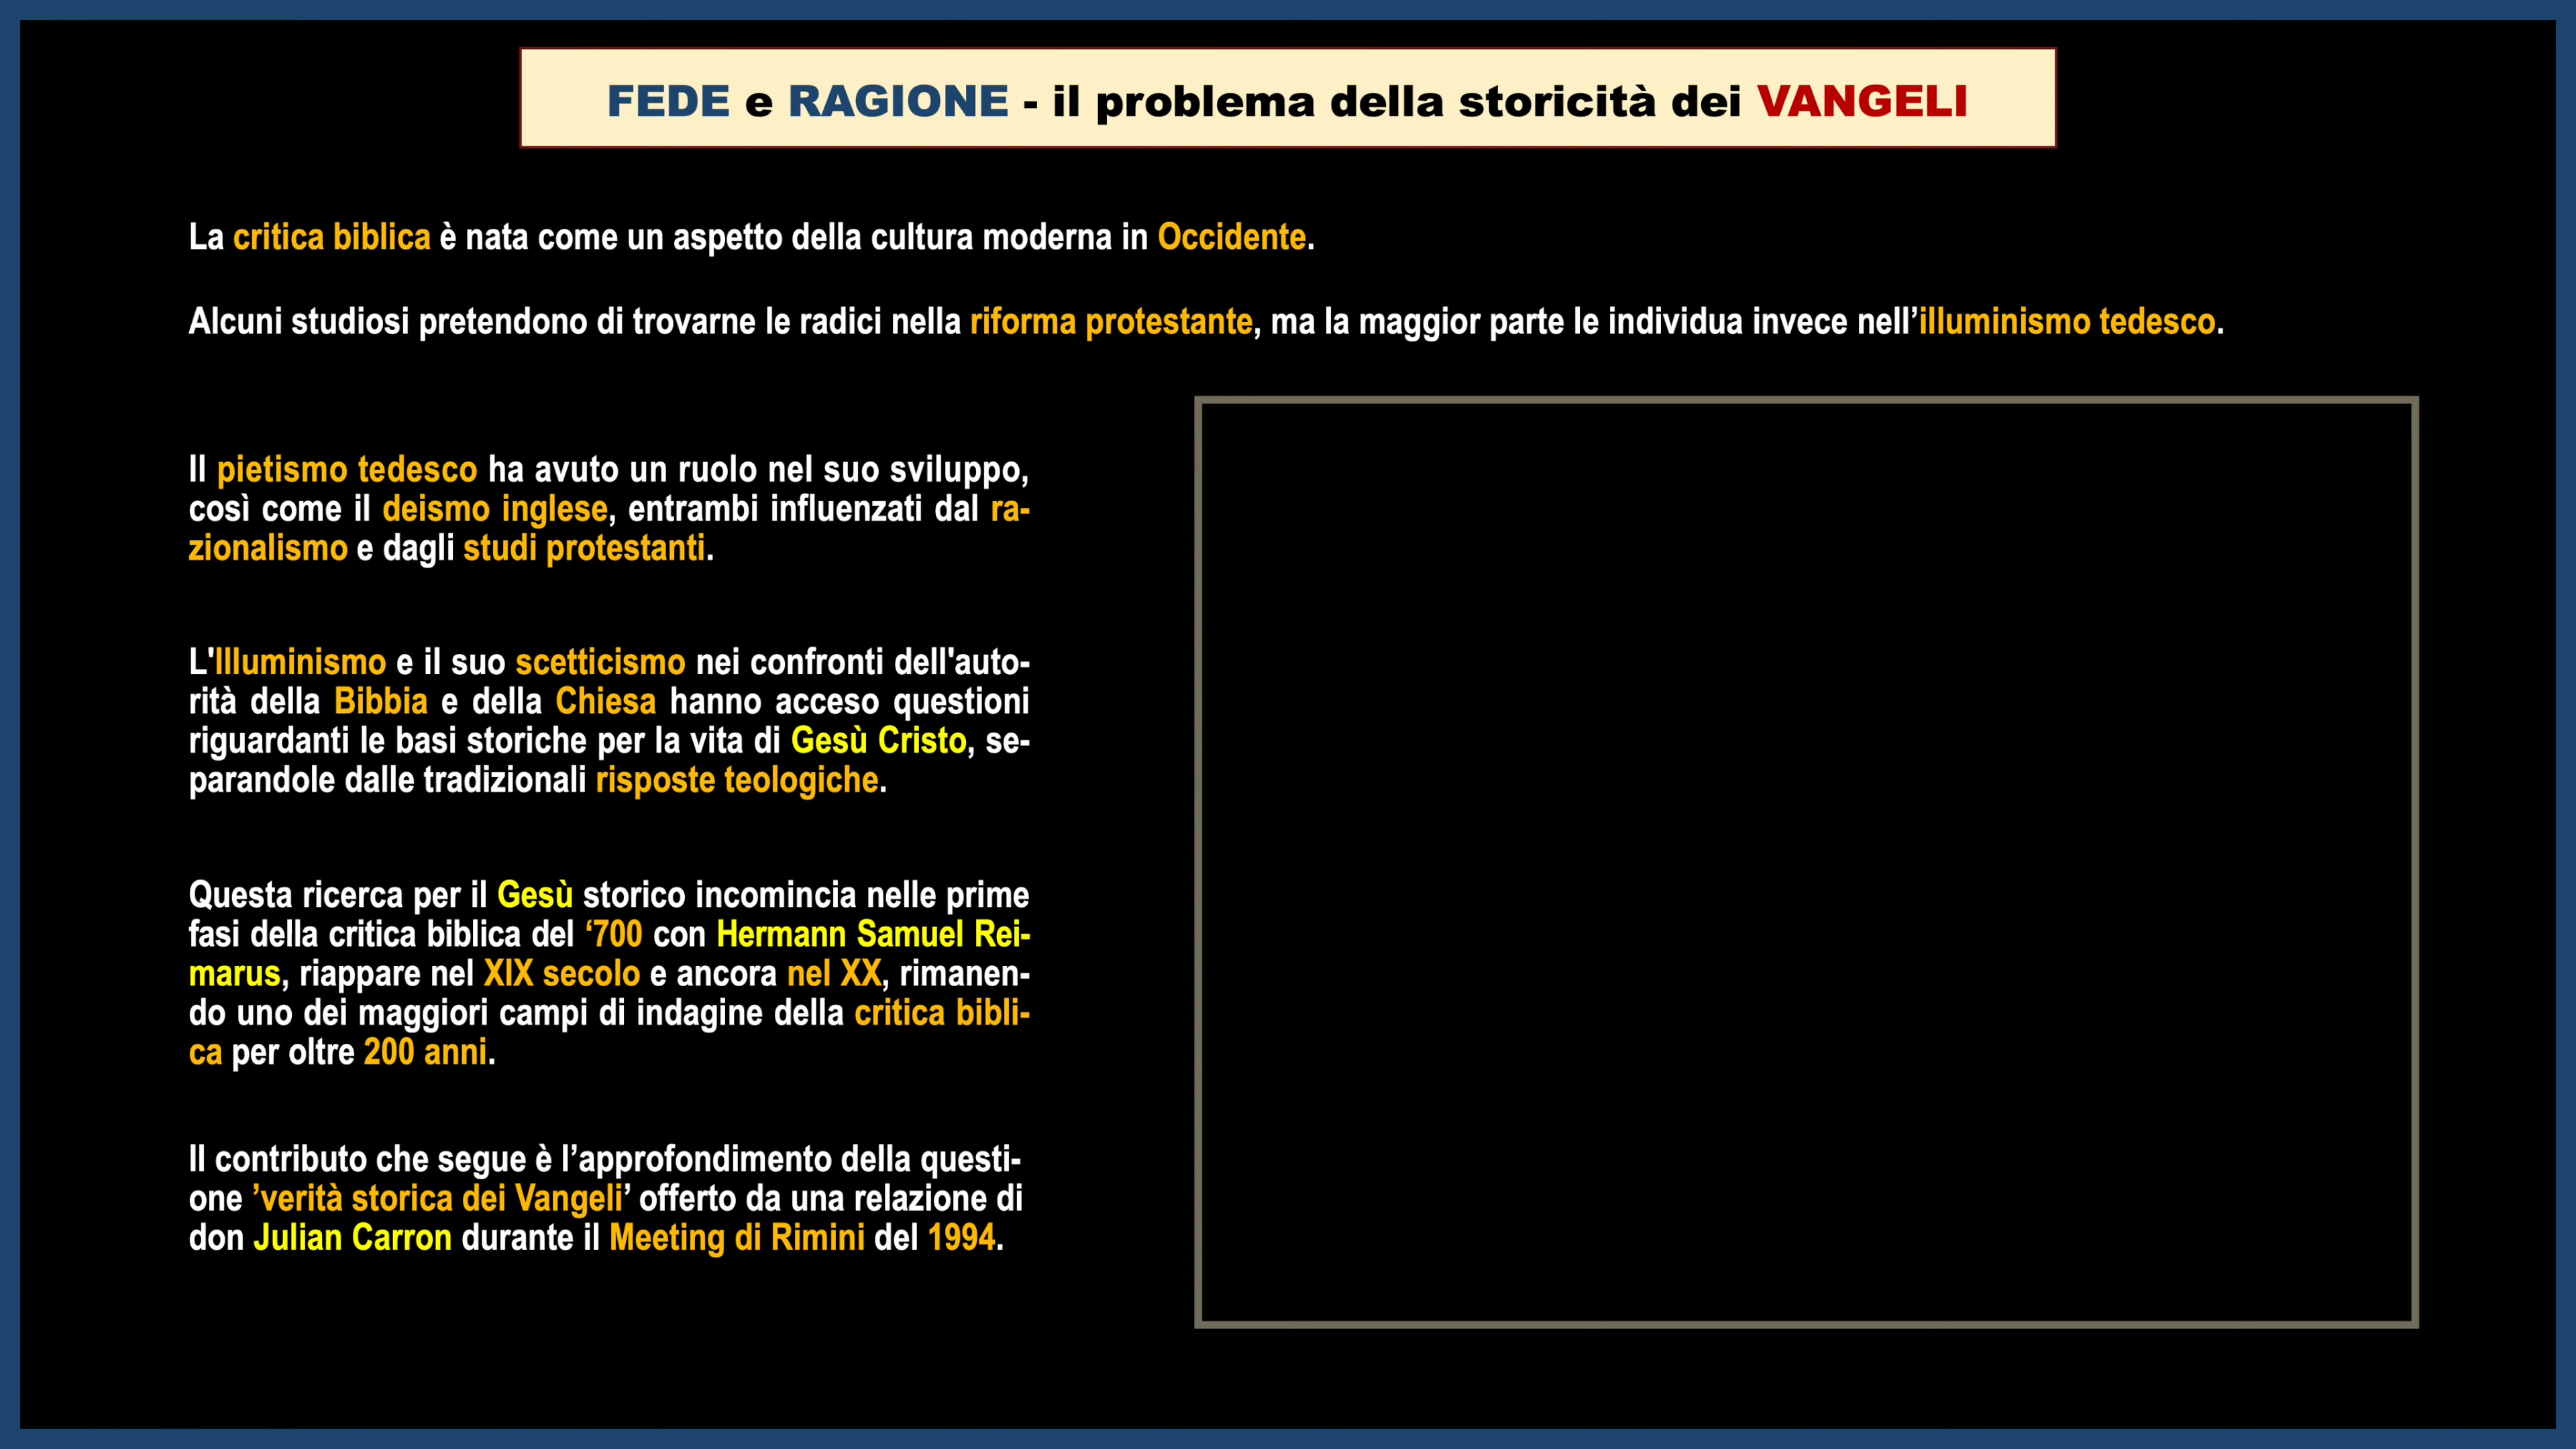 FEDE e RAGIONE - il problema della storicità dei VANGELI
La critica biblica è nata come un aspetto della cultura moderna in Occidente.
Alcuni studiosi pretendono di trovarne le radici nella riforma protestante, ma la maggior parte le individua invece nell’illuminismo tedesco.
Il pietismo tedesco ha avuto un ruolo nel suo sviluppo,
così come il deismo inglese, entrambi influenzati dal ra-
zionalismo e dagli studi protestanti.
L'Illuminismo e il suo scetticismo nei confronti dell'auto-
rità della Bibbia e della Chiesa hanno acceso questioni
riguardanti le basi storiche per la vita di Gesù Cristo, se-
parandole dalle tradizionali risposte teologiche.
Questa ricerca per il Gesù storico incomincia nelle prime
fasi della critica biblica del ‘700 con Hermann Samuel Rei-
marus, riappare nel XIX secolo e ancora nel XX, rimanen-
do uno dei maggiori campi di indagine della critica bibli-
ca per oltre 200 anni.
Il contributo che segue è l’approfondimento della questi-
one ’verità storica dei Vangeli’ offerto da una relazione di
don Julian Carron durante il Meeting di Rimini del 1994.